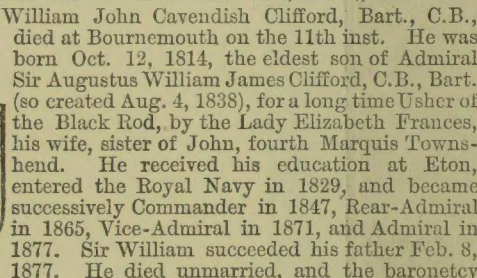 William John Cavendish Clifford, Bart., C.B.,
died at Bournemouth on the 11th inst. He was
born Oct. 12, 1814, the eldest son of Admiral
Sir Augustus William James Clifford, C.B., Bart.
(so created Aug. 4, 1838), for a long time Usher of
the Black Rod, by the Lady Elizabeth Frances,
his wife, sister of John, fourth Marquis Towns-
hend. He received his education at Eton,
entered the Royal Navy in 1829, and became
successively Commander in 1847, Rear-Admiral
in 1865, Vice-Admiral in 1871, and Admiral in
1877. Sir William succeeded his father Feb. 8,
1877. He died unmarried, and the baronetcy